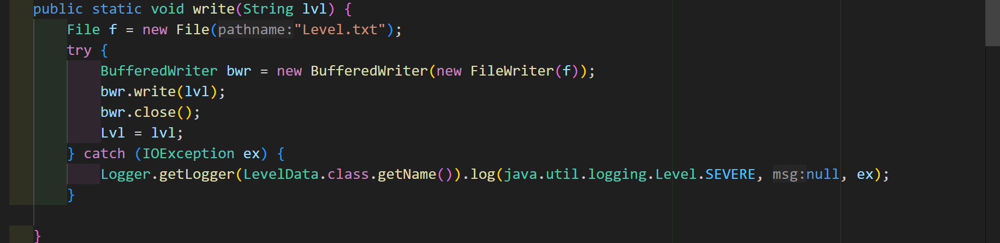 public static void write(String lvl) {
File f = new File(pathname:"Level.txt");
try {
BufferedWriter bwr = new BufferedWriter(new FileWriter(f));
bwr.write(lvl);
bwr.close();
Lvl = lvl;
} catch (IOException ex) {
Logger.getLogger(LevelData.class.getName()).log(java.util.logging.Level.SEVERE, msg:null, ex);
}
}